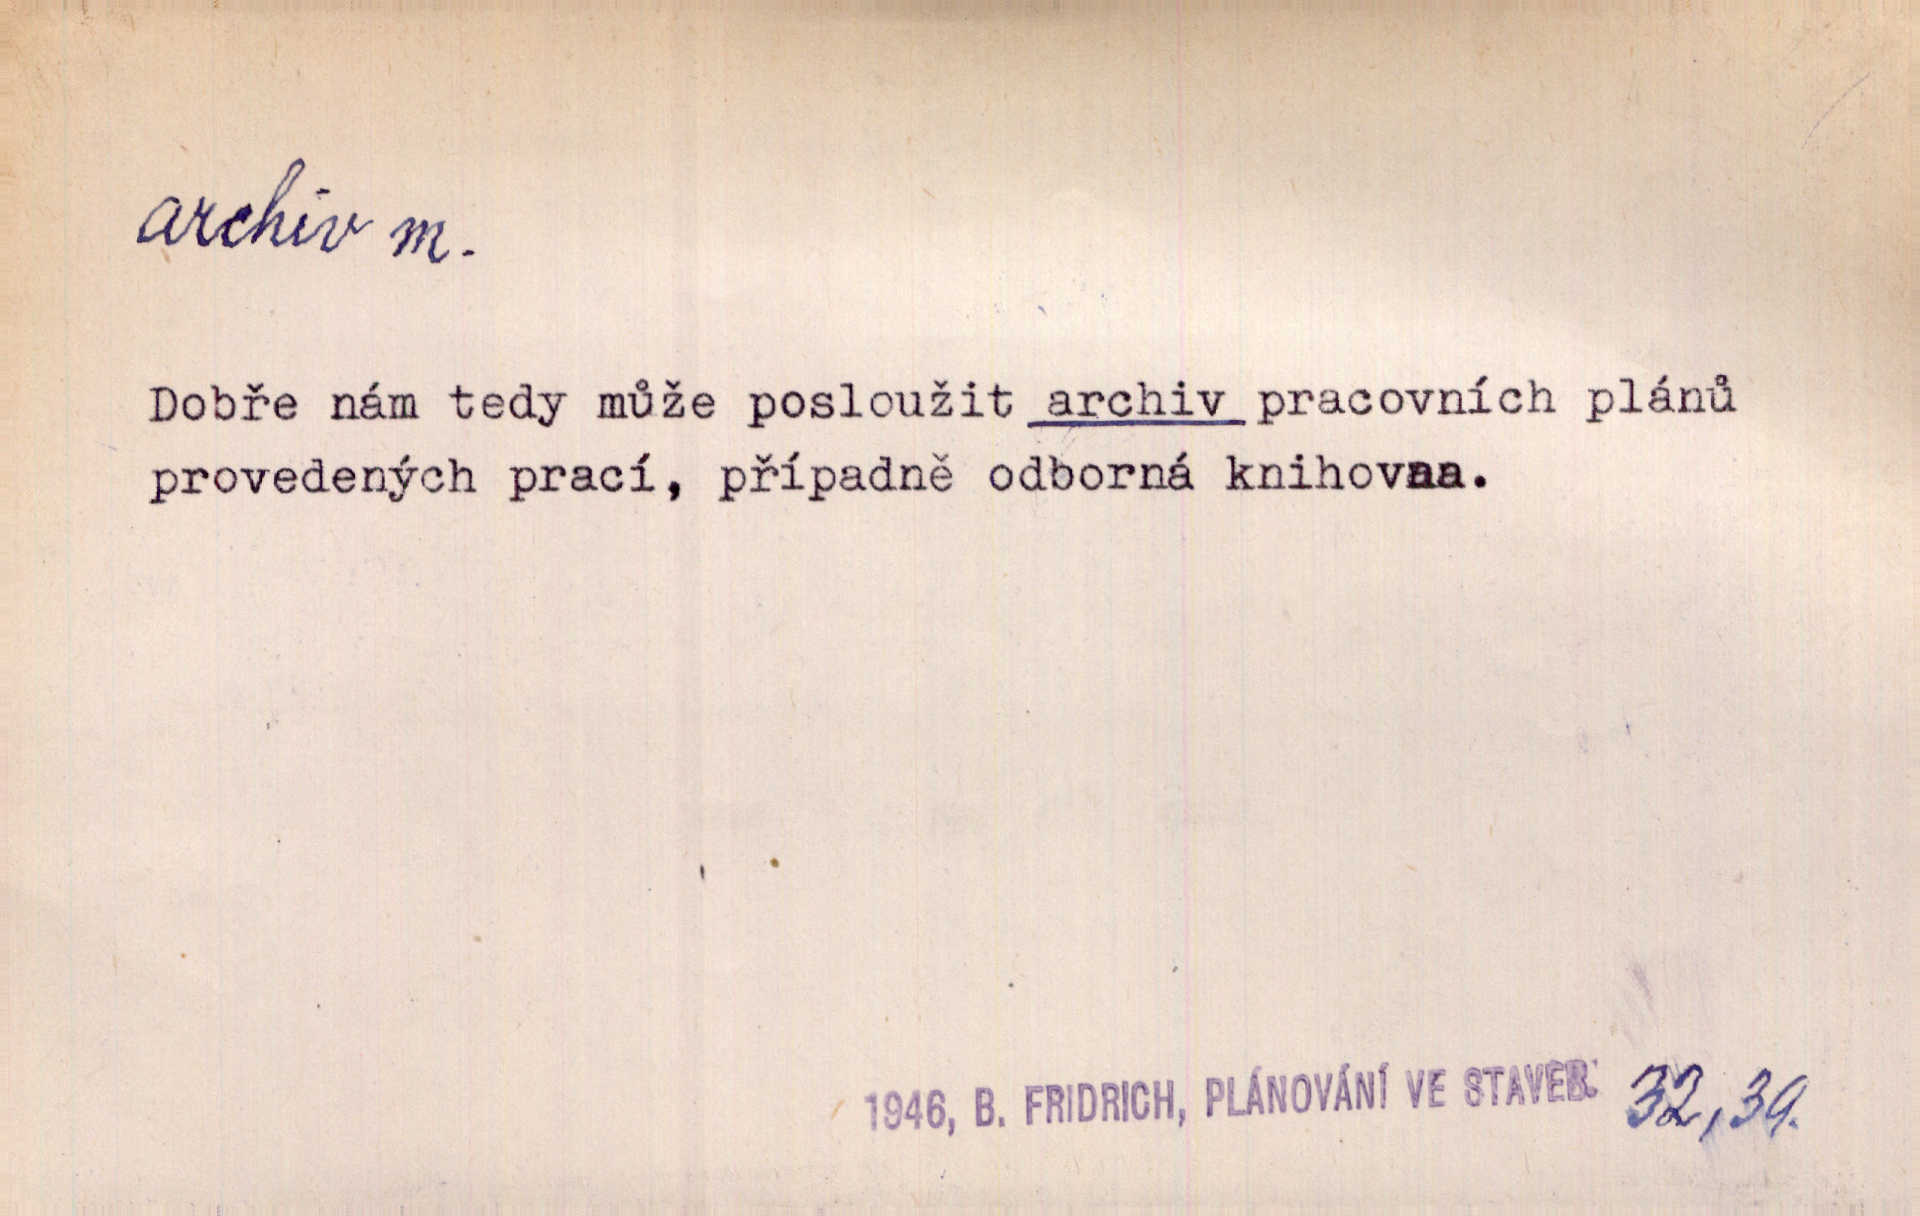 archiv m.
Dobře nám tedy může posloužit archiv pracovních plánů
provedených prací, případně odborná knihovna.
1946, B. FRIDRICH, PLÁNOVÁNÍ VE STAVEB. 32, 39.